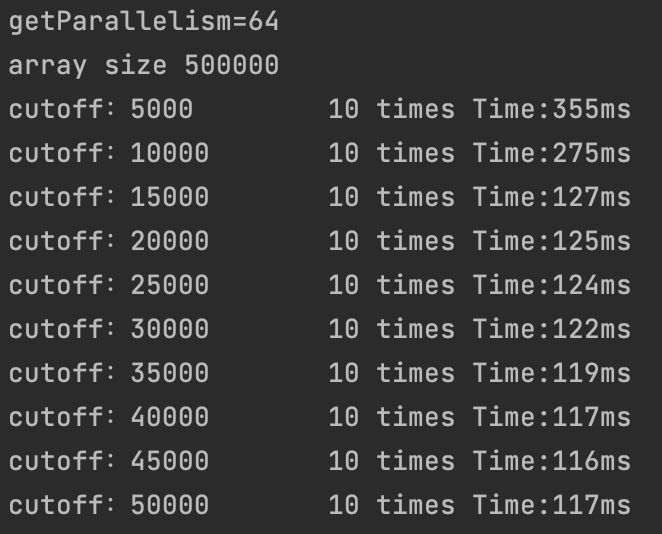 getParallelism=64
array size 500000
cutoff：5000		10 times Time:355ms
cutoff：10000		10 times Time:275ms
cutoff：15000		10 times Time:127ms
cutoff：20000		10 times Time:125ms
cutoff：25000		10 times Time:124ms
cutoff：30000		10 times Time:122ms
cutoff：35000		10 times Time:119ms
cutoff：40000		10 times Time:117ms
cutoff：45000		10 times Time:116ms
cutoff：50000		10 times Time:117ms